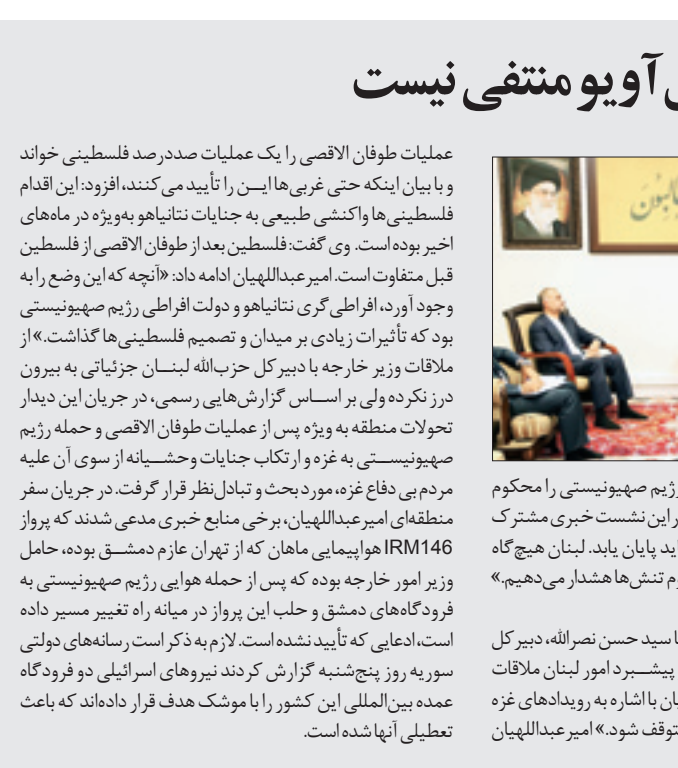 آویو منتفی نیست
رژیم صهیونیستی را محکوم
این نشست خبری مشترک
پایان یابد. لبنان هیچ‌گاه
تنش‌ها هشدار می‌دهیم.»
سید حسن نصرالله، دبیرکل
پیشــبرد امور لبنان ملاقات
با اشاره به رویدادهای غزه
متوقف شود.» امیرعبداللهیان
عملیات طوفان الاقصی را یک عملیات صددرصد فلسطینی خواند
و با بیان اینکه حتی غربی‌ها ایــن را تأیید می‌کنند، افزود: این اقدام
فلسطینی‌ها واکنشی طبیعی به جنایات نتانیاهو به‌ویژه در ماه‌های
اخیر بوده است. وی گفت: فلسطین بعد از طوفان الاقصی از فلسطین
قبل متفاوت است. امیرعبداللهیان ادامه داد: «آنچه که این وضع را به
وجود آورد، افراطی‌گری نتانیاهو و دولت افراطی رژیم صهیونیستی
بود که تأثیرات زیادی بر میدان و تصمیم فلسطینی‌ها گذاشت.» از
ملاقات وزیر خارجه با دبیرکل حزب‌الله لبنــان جزئیاتی به بیرون
درز نکرده ولی بر اســاس گزارش‌هایی رسمی، در جریان این دیدار
تحولات منطقه به ویژه پس از عملیات طوفان الاقصی و حمله رژیم
صهیونیســتی به غزه و ارتکاب جنایات وحشــیانه از سوی آن علیه
مردم بی دفاع غزه، مورد بحث و تبادل‌نظر قرار گرفت. در جریان سفر
منطقه‌ای امیرعبداللهیان، برخی منابع خبری مدعی شدند که پرواز
IRM146 هواپیمایی ماهان که از تهران عازم دمشــق بوده، حامل
وزیر امور خارجه بوده که پس از حمله هوایی رژیم صهیونیستی به
فرودگاه‌های دمشق و حلب این پرواز در میانه راه تغییر مسیر داده
است، ادعایی که تأیید نشده است. لازم به ذکر است رسانه‌های دولتی
سوریه روز پنج‌شنبه گزارش کردند نیروهای اسرائیلی دو فرودگاه
عمده بین‌المللی این کشور را با موشک هدف قرار داده‌اند که باعث
تعطیلی آنها شده است.